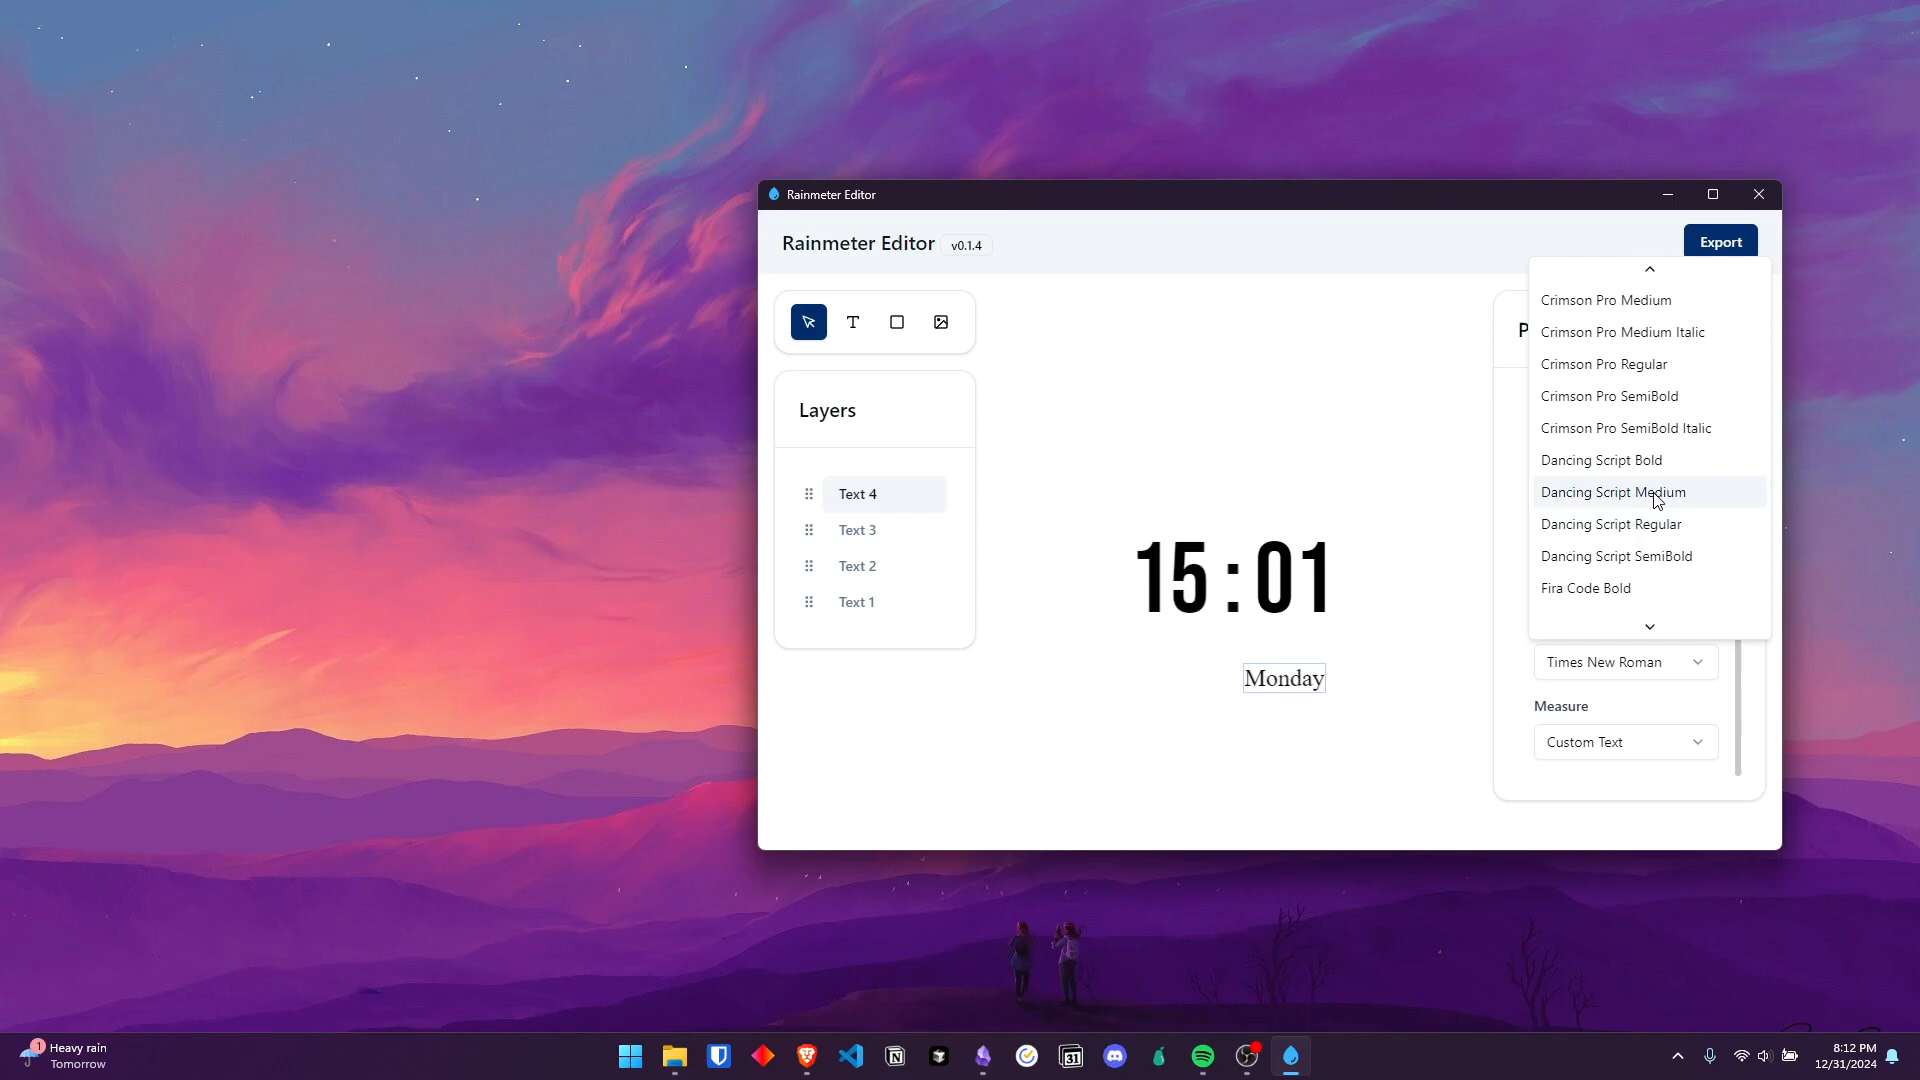 Rainmeter Editor
Rainmeter Editor
v0.1.4
Export
T
Layers
Text 4
Text 3
Text 2
Text 1
15:01
Monday
P
Crimson Pro Medium
Crimson Pro Medium Italic
Crimson Pro Regular
Crimson Pro SemiBold
Crimson Pro SemiBold Italic
Dancing Script Bold
Dancing Script Medium
Dancing Script Regular
Dancing Script SemiBold
Fira Code Bold
Times New Roman
Measure
Custom Text
1
Heavy rain
Tomorrow
31
8:12 PM
12/31/2024